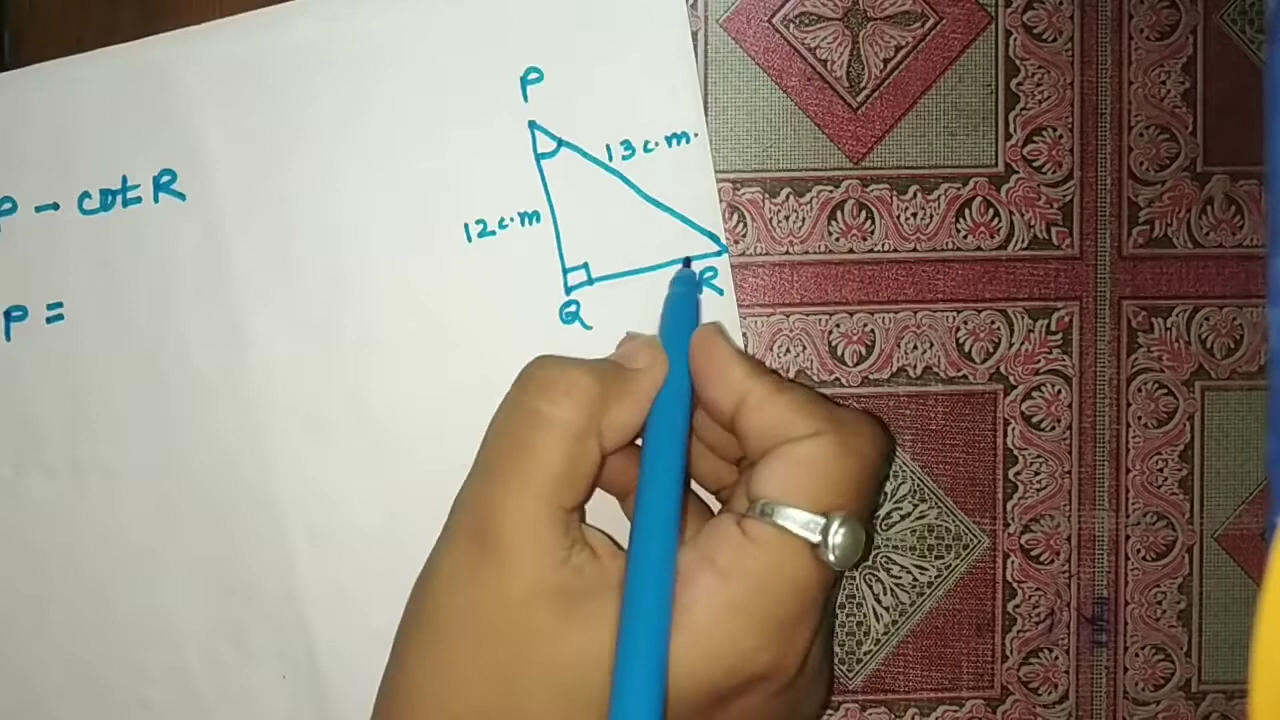 P
13 c.m.
P - cot R
12 c.m
R
P =
Q